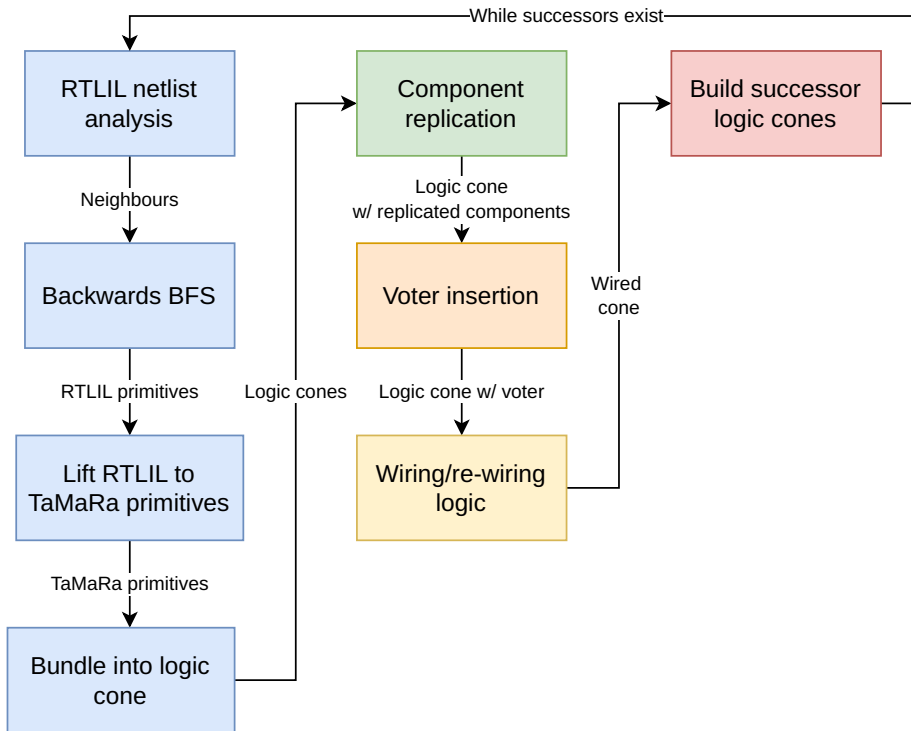 While successors exist
RTLIL netlist
analysis
Neighbours
Backwards BFS
RTLIL primitives
Lift RTLIL to
TaMaRa primitives
TaMaRa primitives
Bundle into logic
cone
Logic cones
Component
replication
Logic cone
w/ replicated components
Voter insertion
Logic cone w/ voter
Wiring/re-wiring
logic
Wired
cone
Build successor
logic cones